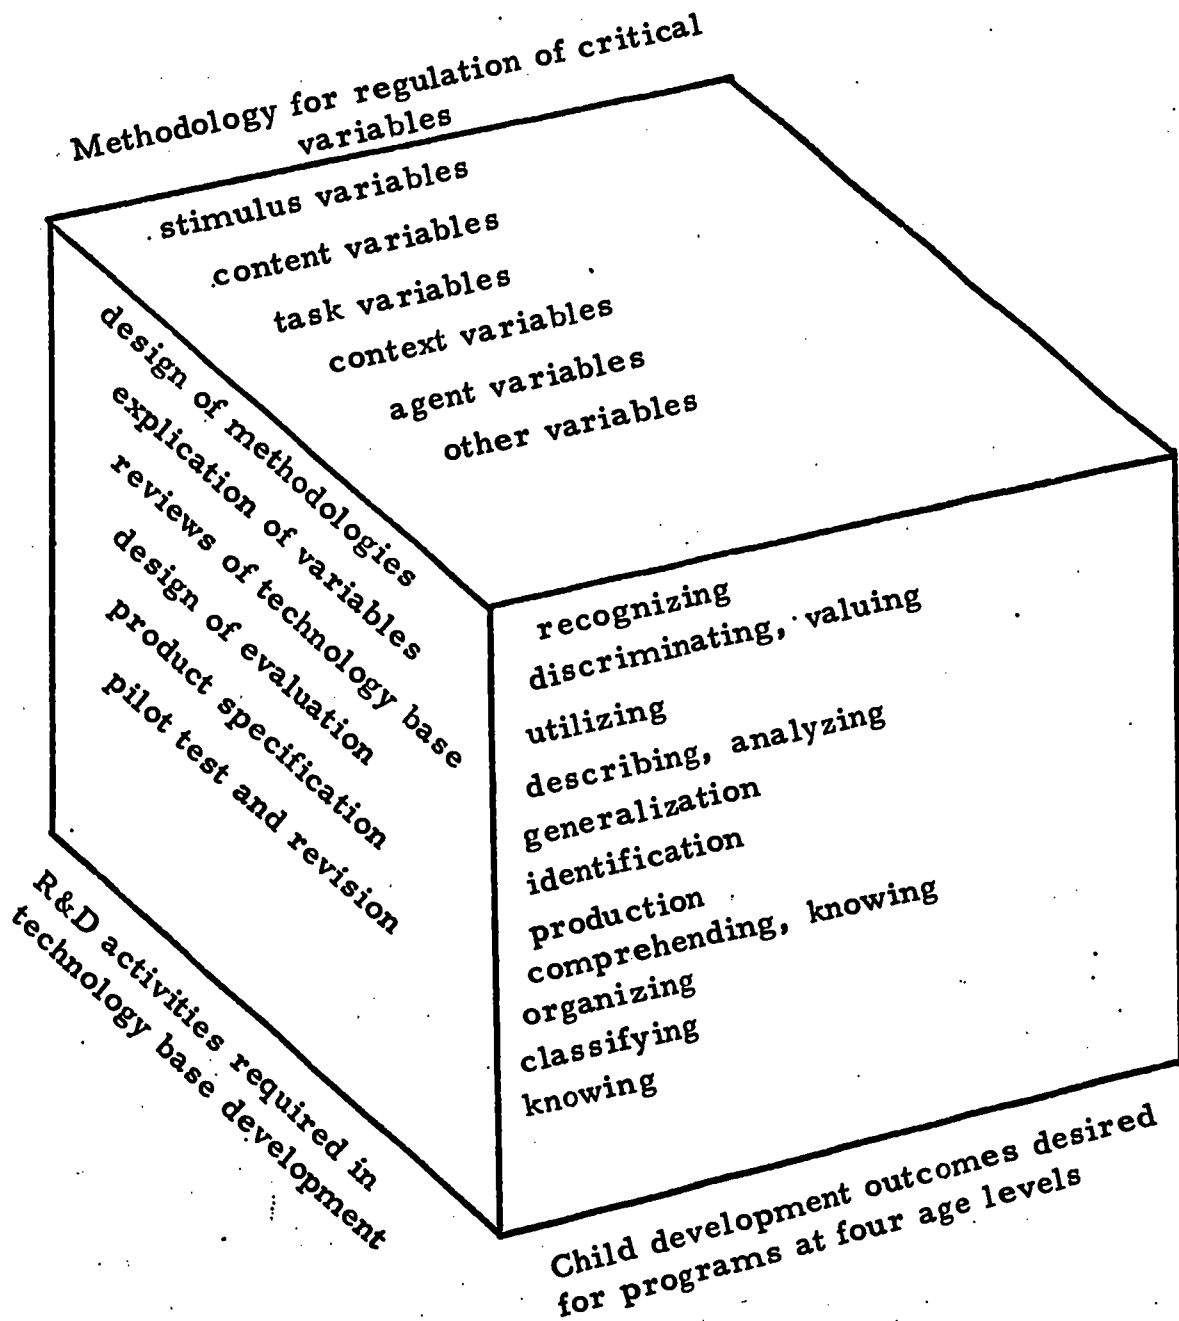 Methodology for regulation of critical
variables
stimulus variables
content variables
task variables
context variables
agent variables
other variables
design of methodologies
explication of variables
reviews of technology base
design of evaluation
product specification
pilot test and revision
R&D activities required in
technology base development
recognizing
discriminating, valuing
utilizing
describing, analyzing
generalization
identification
production
comprehending, knowing
organizing
classifying
knowing
Child development outcomes desired
for programs at four age levels